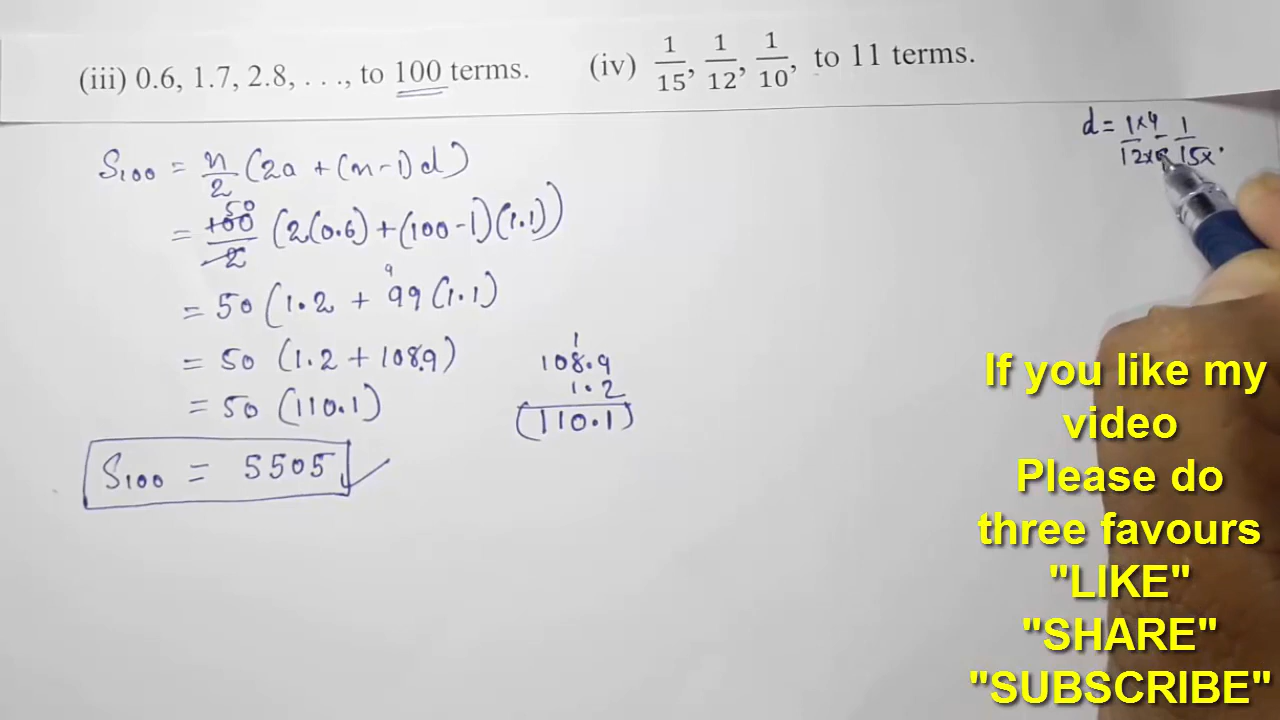 (iii) 0.6, 1.7, 2.8, . . ., to 100 terms. (iv) 1/15, 1/12, 1/10, to 11 terms.
S100 = n/2 (2a + (n-1)d)
= 100/2 50 (2(0.6) + (100-1)(1.1))
= 50 (1.2 + 99 (1.1) 9
= 50 (1.2 + 108.9)
= 50 (110.1)
S100 = 5505
1
108.9
1.2
(110.1)
d = 1×4/12× - 1/15×
If you like my
video
Please do
three favours
"LIKE"
"SHARE"
"SUBSCRIBE"